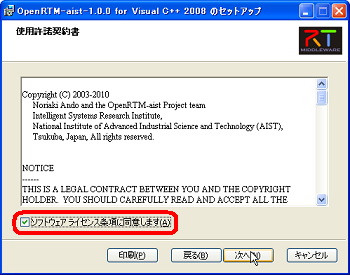 OpenRTM-aist-1.0.0 for Visual C++ 2008 のセットアップ
使用許諾契約書
RT
MIDDLEWARE
Copyright (C) 2003-2010
Noriaki Ando and the OpenRTM-aist Project team
Intelligent Systems Research Institute,
National Institute of Advanced Industrial Science and Technology (AIST),
Tsukuba, Japan, All rights reserved.
NOTICE
------
THIS IS A LEGAL CONTRACT BETWEEN YOU AND THE COPYRIGHT
HOLDER. YOU SHOULD CAREFULLY READ AND ACCEPT ALL THE
ソフトウェア ライセンス条項に同意します(A)
印刷(P) 戻る(B) 次へ(N) キャンセル